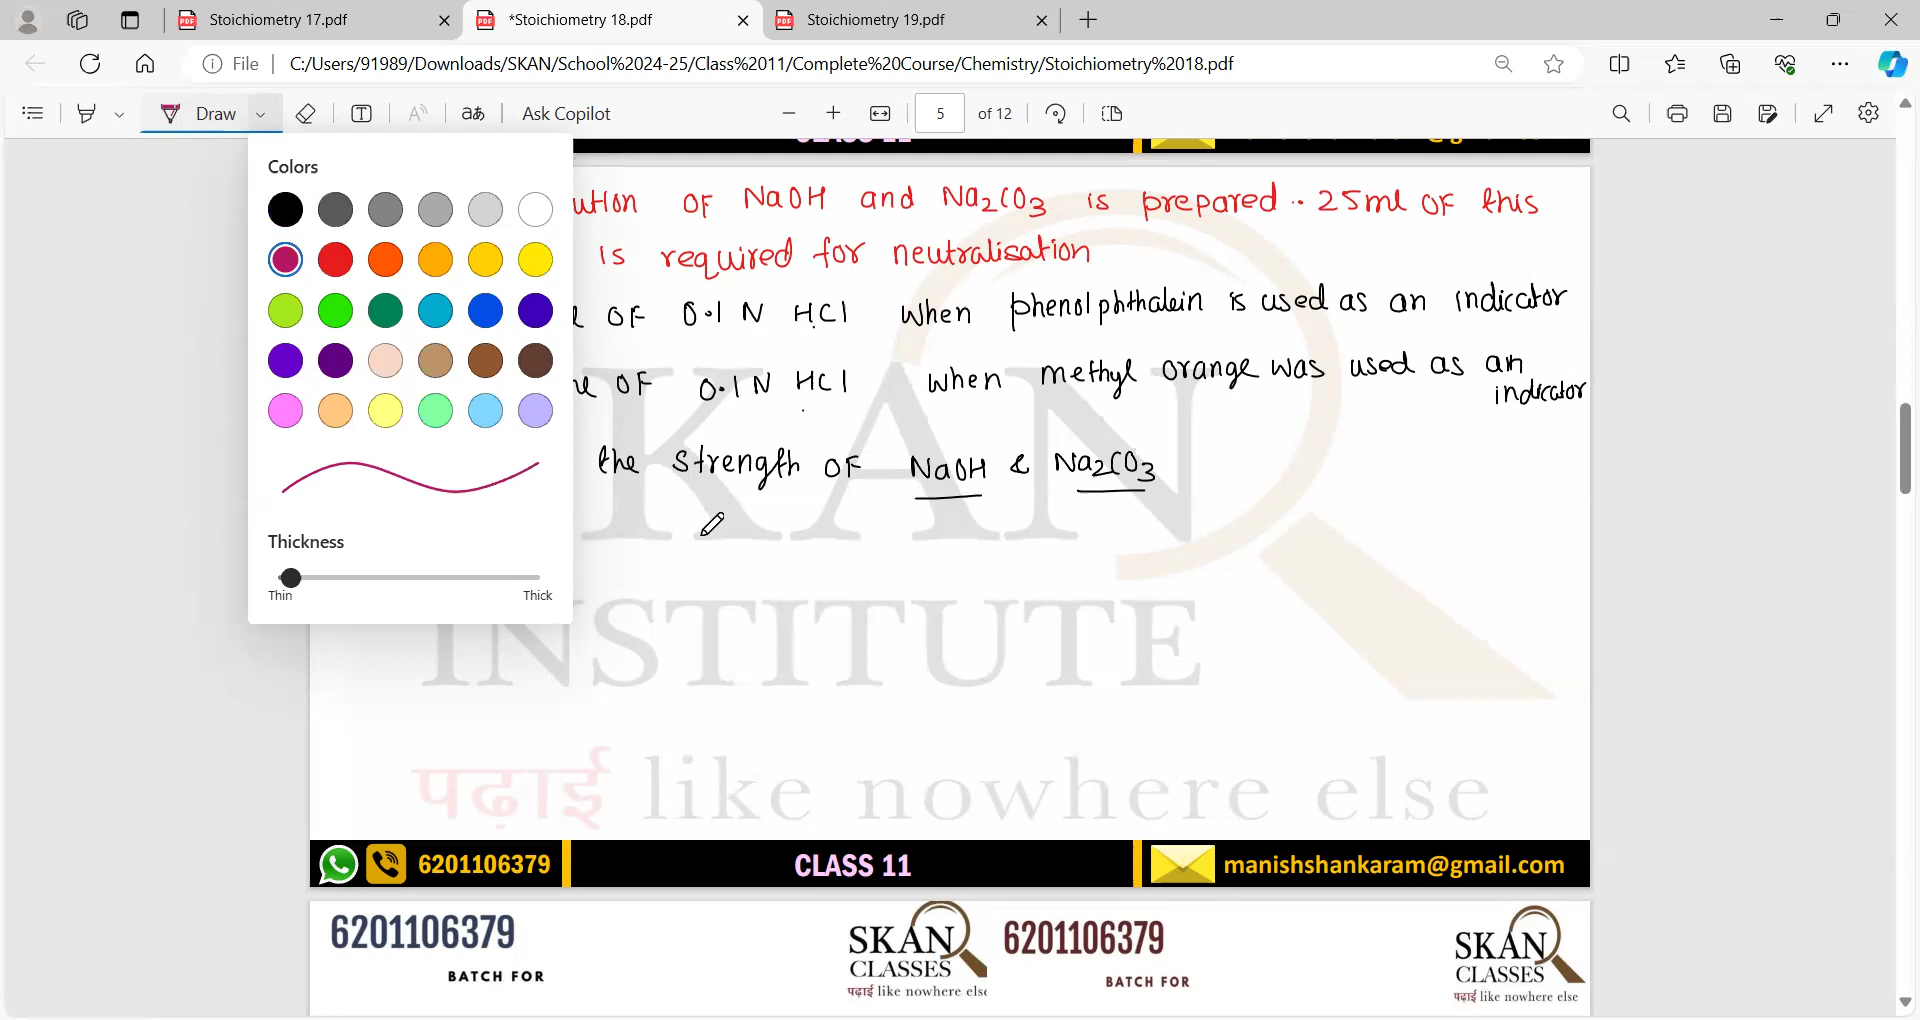 Stoichiometry 17.pdf
*Stoichiometry 18.pdf
Stoichiometry 19.pdf
File
C:/Users/91989/Downloads/SKAN/School%2024-25/Class%2011/Complete%20Course/Chemistry/Stoichiometry%2018.pdf
Draw
Ask Copilot
5 of 12
Colors
Thickness
Thin Thick
ution of NaOH and Na2CO3 is prepared.. 25ml of this
is required for neutralisation
of 0.1 N HCl when phenolphthalein is used as an indicator
of 0.1N HCl when methyl orange was used as an
indicator
the strength of NaOH & Na2CO3
SKAN
INSTITUTE
पढ़ाई like nowhere else
6201106379
CLASS 11
manishshankaram@gmail.com
6201106379
BATCH FOR
SKAN
CLASSES
पढ़ाई like nowhere else
6201106379
BATCH FOR
SKAN
CLASSES
पढ़ाई like nowhere else